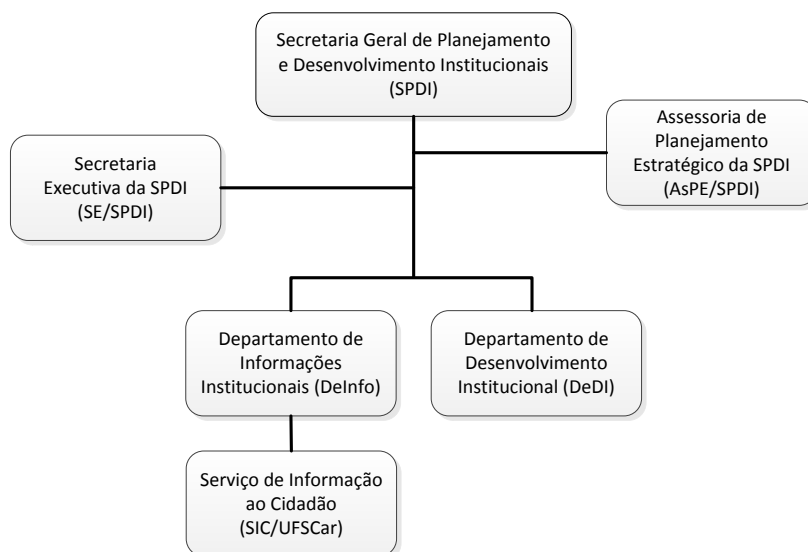 Secretaria Geral de Planejamento
e Desenvolvimento Institucionais
(SPDI)
Assessoria de
Planejamento
Estratégico da SPDI
(AsPE/SPDI)
Secretaria
Executiva da SPDI
(SE/SPDI)
Departamento de
Informações
Institucionais (DeInfo)
Departamento de
Desenvolvimento
Institucional (DeDI)
Serviço de Informação
ao Cidadão
(SIC/UFSCar)